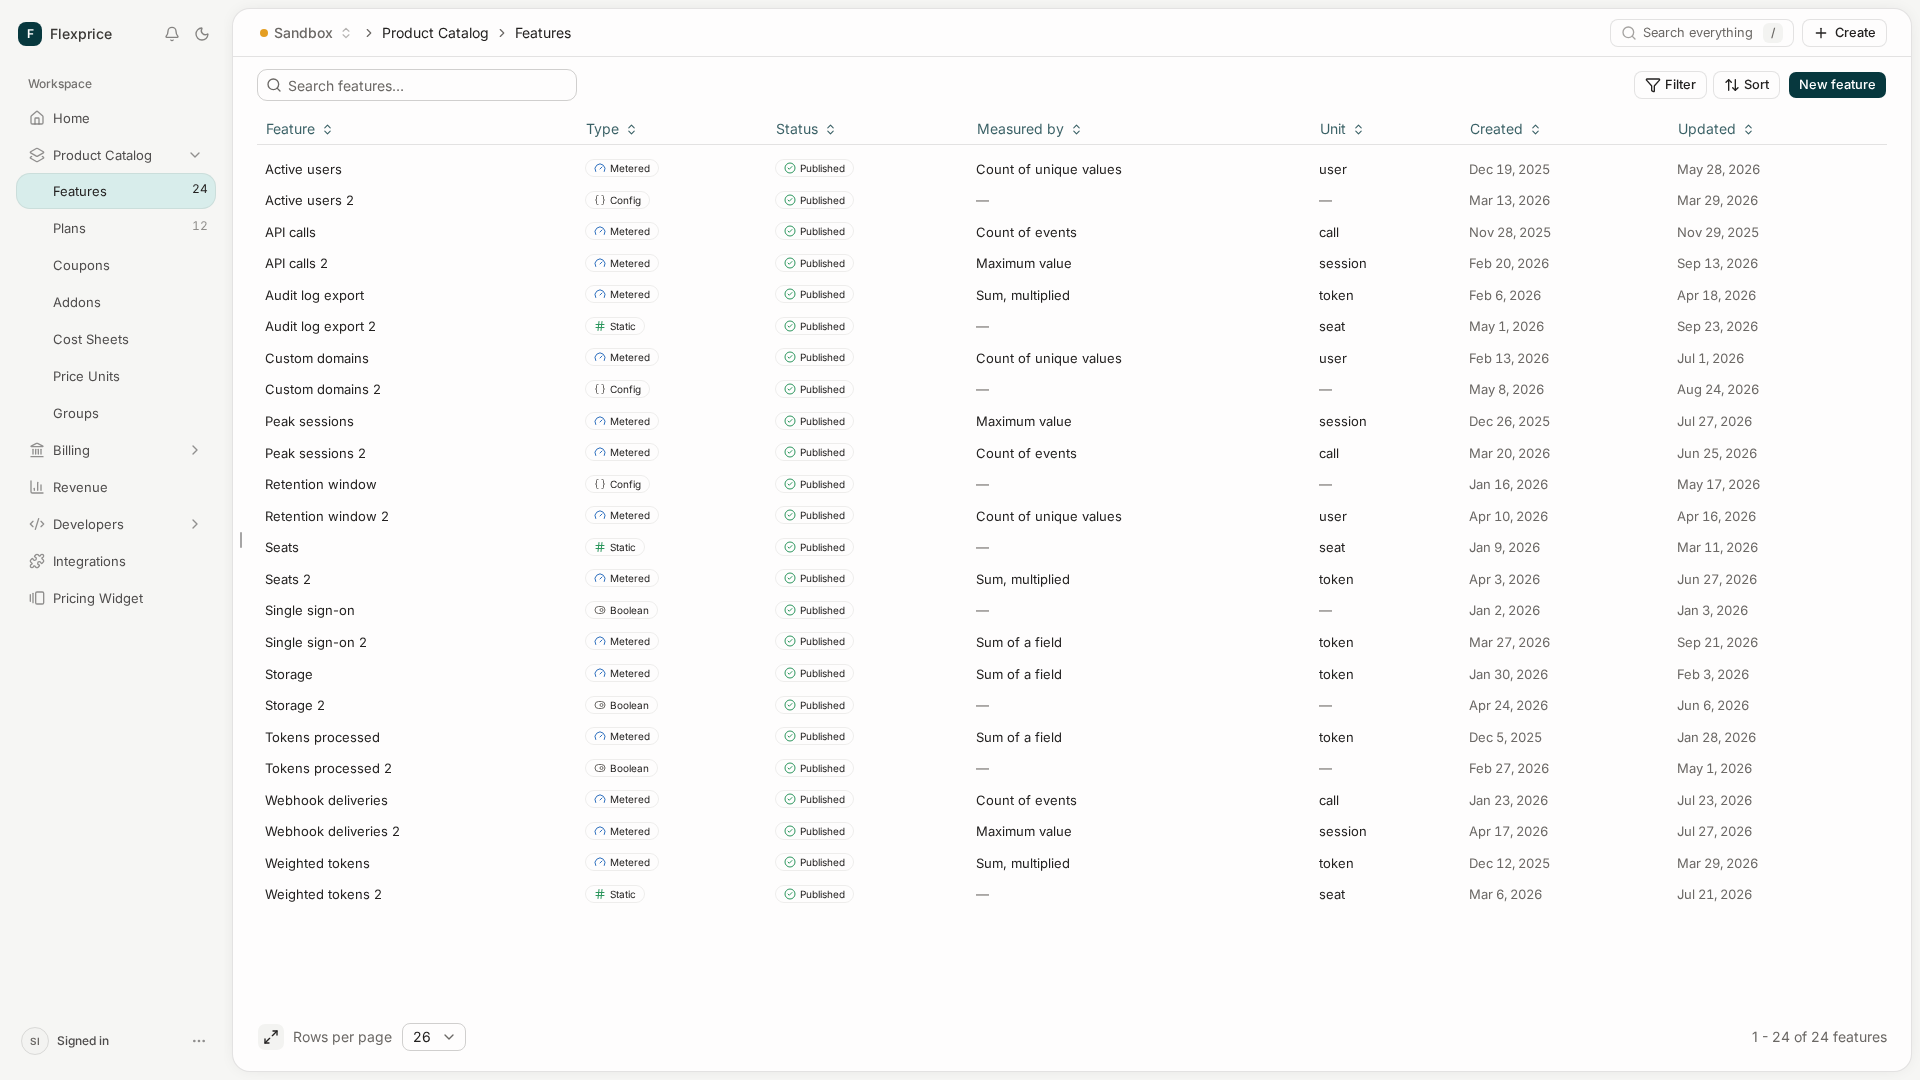 F Flexprice
Workspace
Home
Product Catalog
Features 24
Plans 12
Coupons
Addons
Cost Sheets
Price Units
Groups
Billing
Revenue
Developers
Integrations
Pricing Widget
SI Signed in
Sandbox Product Catalog Features
Search everything /
Create
Search features...
Filter Sort New feature
Feature Type Status Measured by Unit Created Updated
Active users Metered Published Count of unique values user Dec 19, 2025 May 28, 2026
Active users 2 Config Published — — Mar 13, 2026 Mar 29, 2026
API calls Metered Published Count of events call Nov 28, 2025 Nov 29, 2025
API calls 2 Metered Published Maximum value session Feb 20, 2026 Sep 13, 2026
Audit log export Metered Published Sum, multiplied token Feb 6, 2026 Apr 18, 2026
Audit log export 2 Static Published — seat May 1, 2026 Sep 23, 2026
Custom domains Metered Published Count of unique values user Feb 13, 2026 Jul 1, 2026
Custom domains 2 Config Published — — May 8, 2026 Aug 24, 2026
Peak sessions Metered Published Maximum value session Dec 26, 2025 Jul 27, 2026
Peak sessions 2 Metered Published Count of events call Mar 20, 2026 Jun 25, 2026
Retention window Config Published — — Jan 16, 2026 May 17, 2026
Retention window 2 Metered Published Count of unique values user Apr 10, 2026 Apr 16, 2026
Seats Static Published — seat Jan 9, 2026 Mar 11, 2026
Seats 2 Metered Published Sum, multiplied token Apr 3, 2026 Jun 27, 2026
Single sign-on Boolean Published — — Jan 2, 2026 Jan 3, 2026
Single sign-on 2 Metered Published Sum of a field token Mar 27, 2026 Sep 21, 2026
Storage Metered Published Sum of a field token Jan 30, 2026 Feb 3, 2026
Storage 2 Boolean Published — — Apr 24, 2026 Jun 6, 2026
Tokens processed Metered Published Sum of a field token Dec 5, 2025 Jan 28, 2026
Tokens processed 2 Boolean Published — — Feb 27, 2026 May 1, 2026
Webhook deliveries Metered Published Count of events call Jan 23, 2026 Jul 23, 2026
Webhook deliveries 2 Metered Published Maximum value session Apr 17, 2026 Jul 27, 2026
Weighted tokens Metered Published Sum, multiplied token Dec 12, 2025 Mar 29, 2026
Weighted tokens 2 Static Published — seat Mar 6, 2026 Jul 21, 2026
Rows per page 26
1 - 24 of 24 features